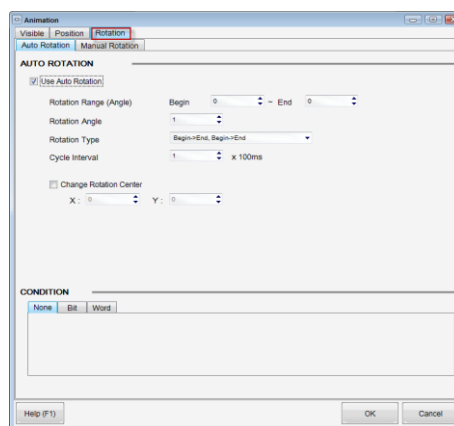 Animation
Visible Position Rotation
Auto Rotation Manual Rotation
AUTO ROTATION
Use Auto Rotation
Rotation Range (Angle) Begin 0 ~ End 0
Rotation Angle 1
Rotation Type Begin->End, Begin->End
Cycle Interval 1 x 100ms
Change Rotation Center
X : 0 Y : 0
CONDITION
None Bit Word
Help (F1) OK Cancel